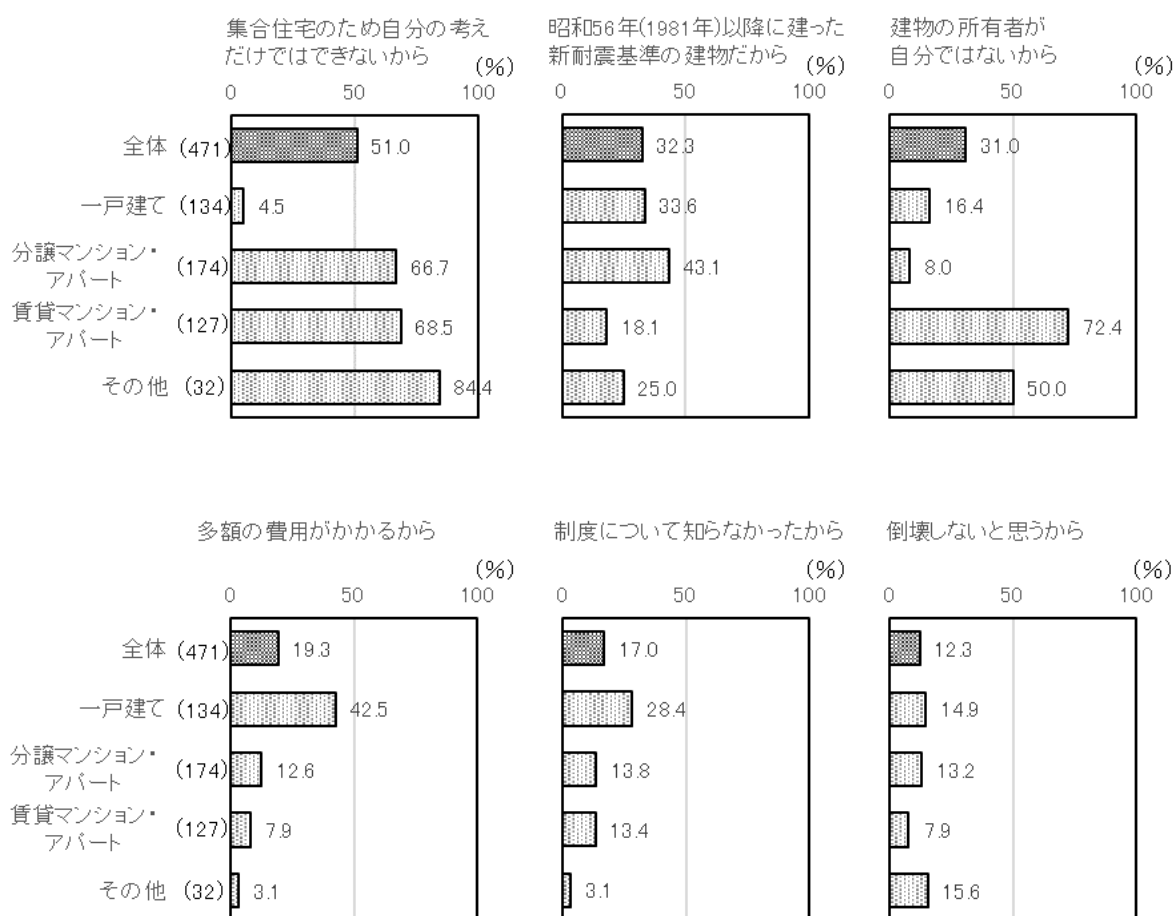 集合住宅のため自分の考え
だけではできないから
(%)
0 50 100
昭和56年(1981年)以降に建った
新耐震基準の建物だから
(%)
0 50 100
建物の所有者が
自分ではないから
(%)
0 50 100
全体 (471) 51.0 32.3 31.0
一戸建て (134) 4.5 33.6 16.4
分譲マンション・
アパート
(174) 66.7 43.1 8.0
賃貸マンション・
アパート
(127) 68.5 18.1 72.4
その他 (32) 84.4 25.0 50.0
多額の費用がかかるから
(%)
0 50 100
制度について知らなかったから
(%)
0 50 100
倒壊しないと思うから
(%)
0 50 100
全体 (471) 19.3 17.0 12.3
一戸建て (134) 42.5 28.4 14.9
分譲マンション・
アパート
(174) 12.6 13.8 13.2
賃貸マンション・
アパート
(127) 7.9 13.4 7.9
その他 (32) 3.1 3.1 15.6